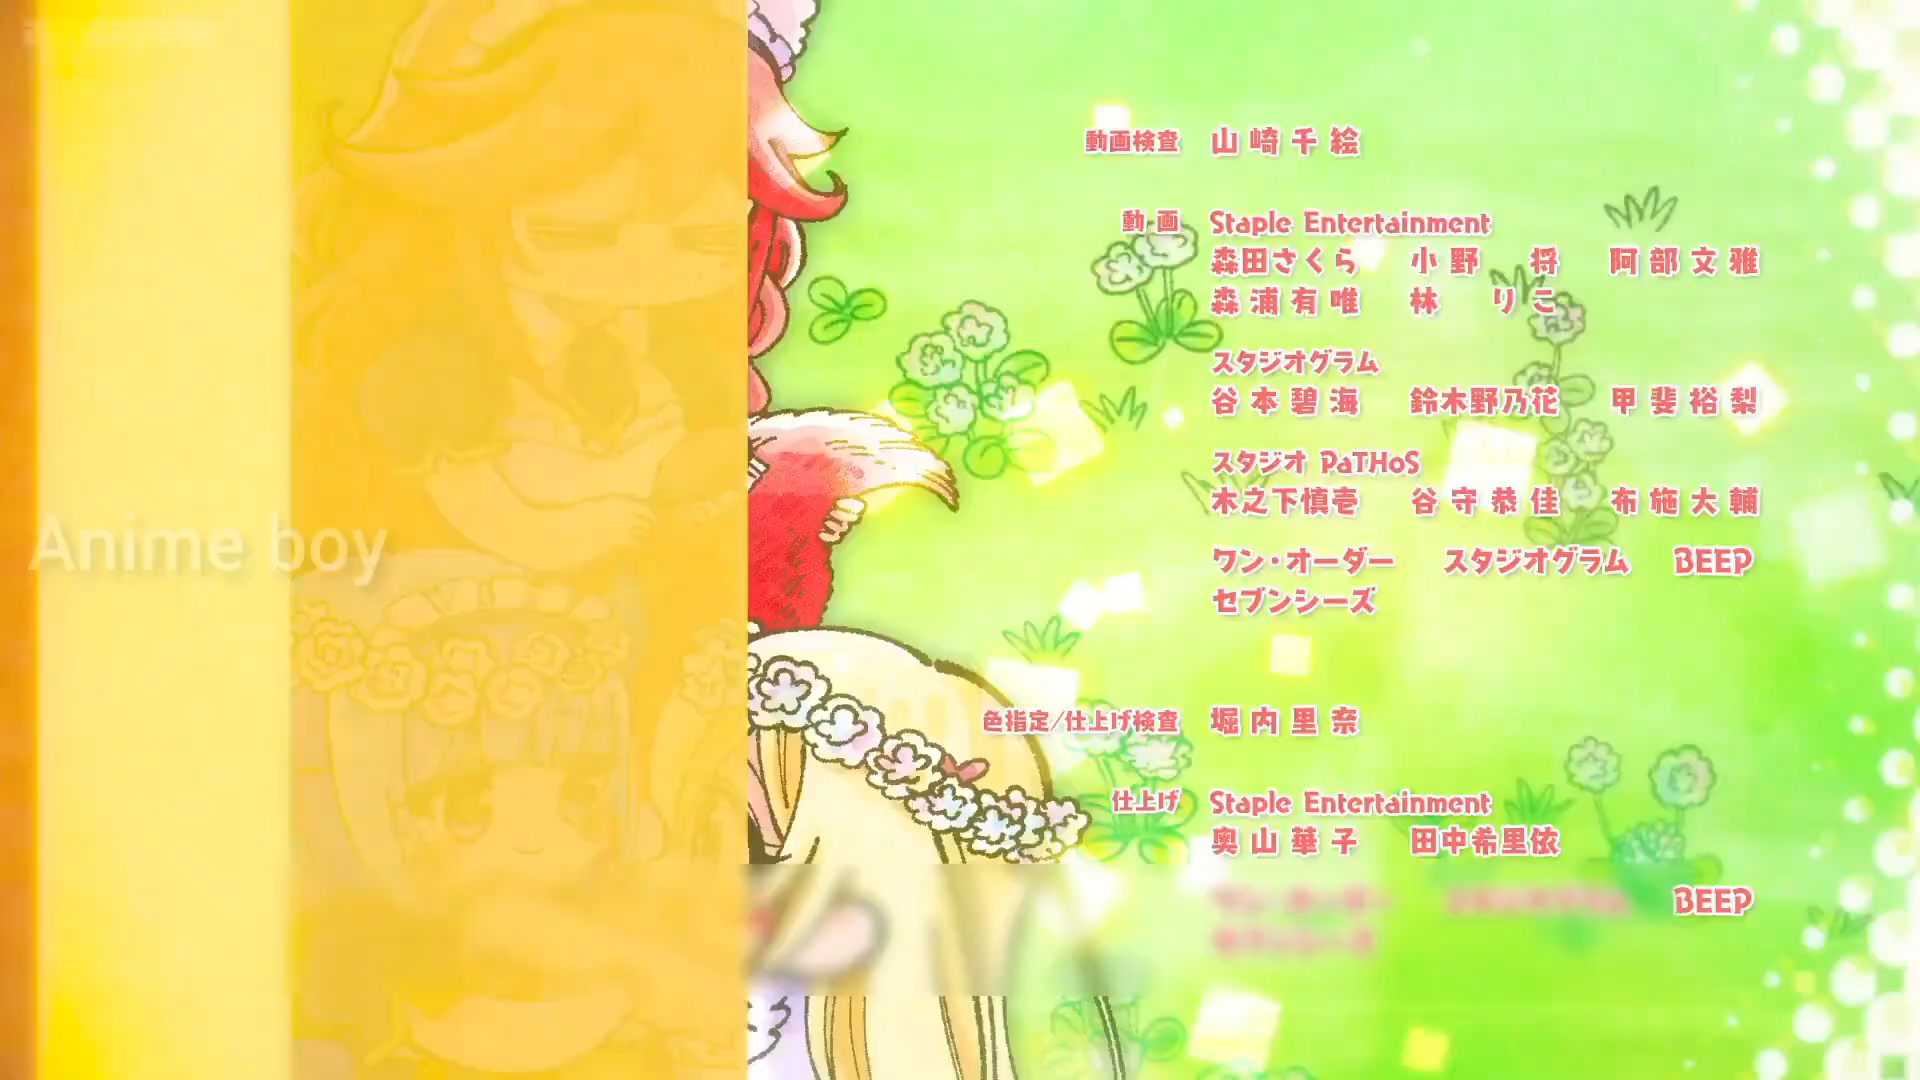 動画検査 山崎千絵
動画 Staple Entertainment
森田さくら 小野 将 阿部文雅
森浦有唯 林 りこ
スタジオグラム
谷本碧海 鈴木野乃花 甲斐裕梨
スタジオ PaTHoS
木之下慎壱 谷守恭佳 布施大輔
Anime boy
ワン・オーダー スタジオグラム BEEP
セブンシーズ
色指定/仕上げ検査 堀内里奈
仕上げ Staple Entertainment
奥山華子 田中希里依
BEEP